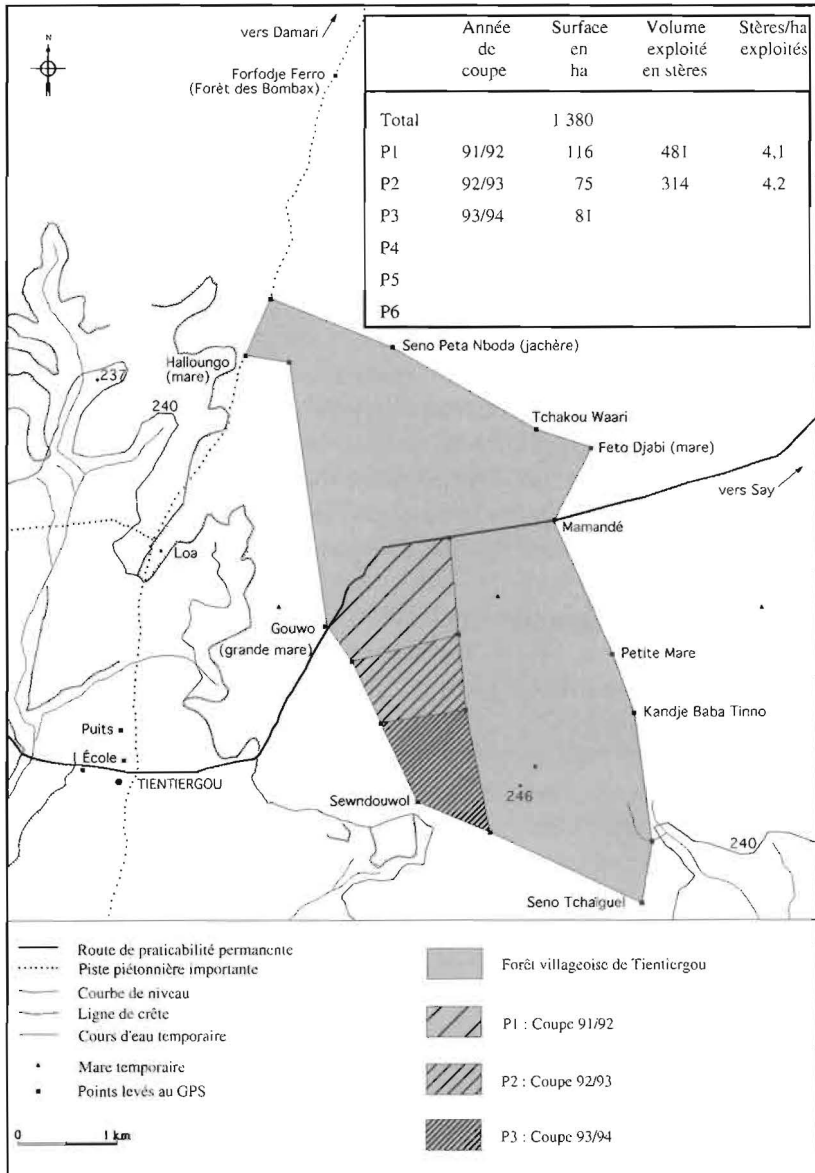 N
vers Damari
Forfodje Ferro
(Forêt des Bombax)
Année de coupe | Surface en ha | Volume exploité en stères | Stères/ha exploités
Total 1 380
P1 91/92 116 481 4,1
P2 92/93 75 314 4,2
P3 93/94 81
P4
P5
P6
Halloungo
(mare)
237
240
Seno Peta Nboda (jachère)
Tchakou Waari
Feto Djabi (mare)
vers Say
Mamandé
Loa
Gouwo
(grande mare)
Petite Mare
Kandje Baba Tinno
Puits
École
TIENTIERGOU
Sewndouwol
246
240
Seno Tchaïguel
Route de praticabilité permanente
Piste piétonnière importante
Courbe de niveau
Ligne de crête
Cours d'eau temporaire
Mare temporaire
Points levés au GPS
0 1 km
Forêt villageoise de Tientiergou
P1 : Coupe 91/92
P2 : Coupe 92/93
P3 : Coupe 93/94